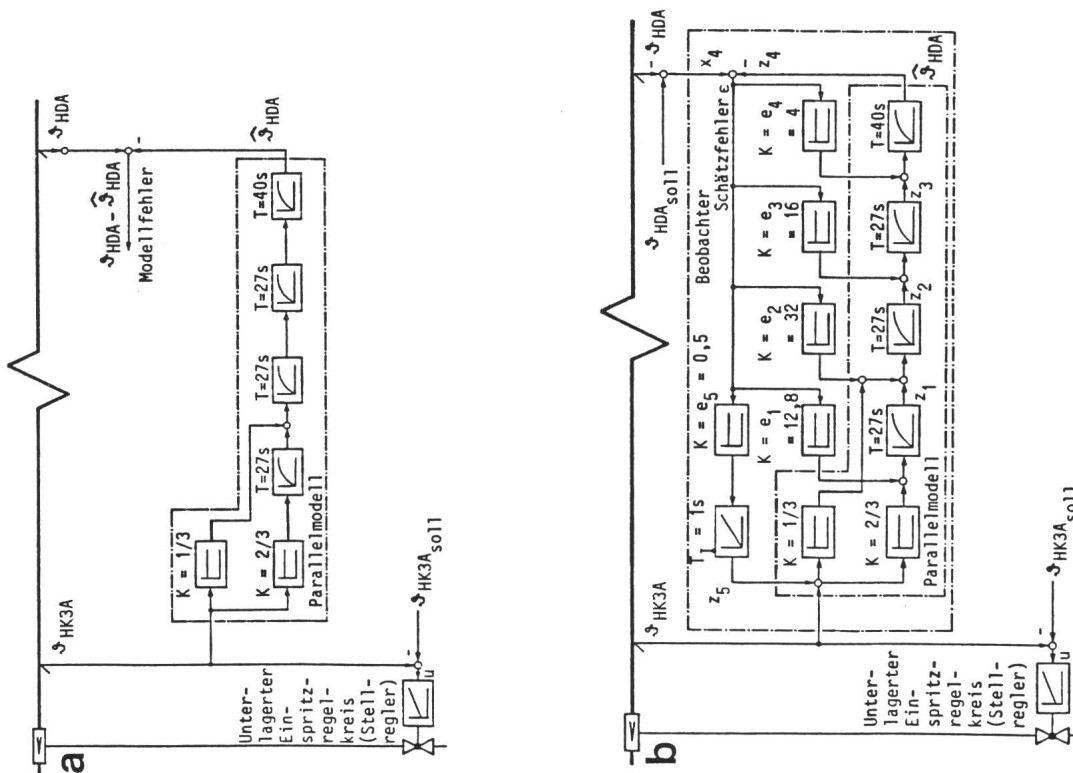 a
ϑHK3A
ϑHDA
ϑHDA-ϑ̂HDA
Modellfehler
-
ϑ̂HDA
K = 1/3
K = 2/3
T=27s
T=27s
T=27s
T=40s
Parallelmodell
ϑHK3Asoll
-
u
Unter-
lagerter
Ein-
spritz-
regel-
kreis
(Stell-
regler)
b
ϑHK3A
ϑHDA
-
ϑHDAsoll
x4
-
z4
Beobachter
Schätzfehler ε
ϑ̂HDA
K = e5 = 0,5
K = e1
= 12,8
K = e2
= 32
K = e3
= 16
K = e4
= 4
TI = 1s
z5
K = 1/3
K = 2/3
T=27s
z1
T=27s
z2
T=27s
z3
T=40s
Parallelmodell
ϑHK3Asoll
-
u
Unter-
lagerter
Ein-
spritz-
regel-
kreis
(Stell-
regler)